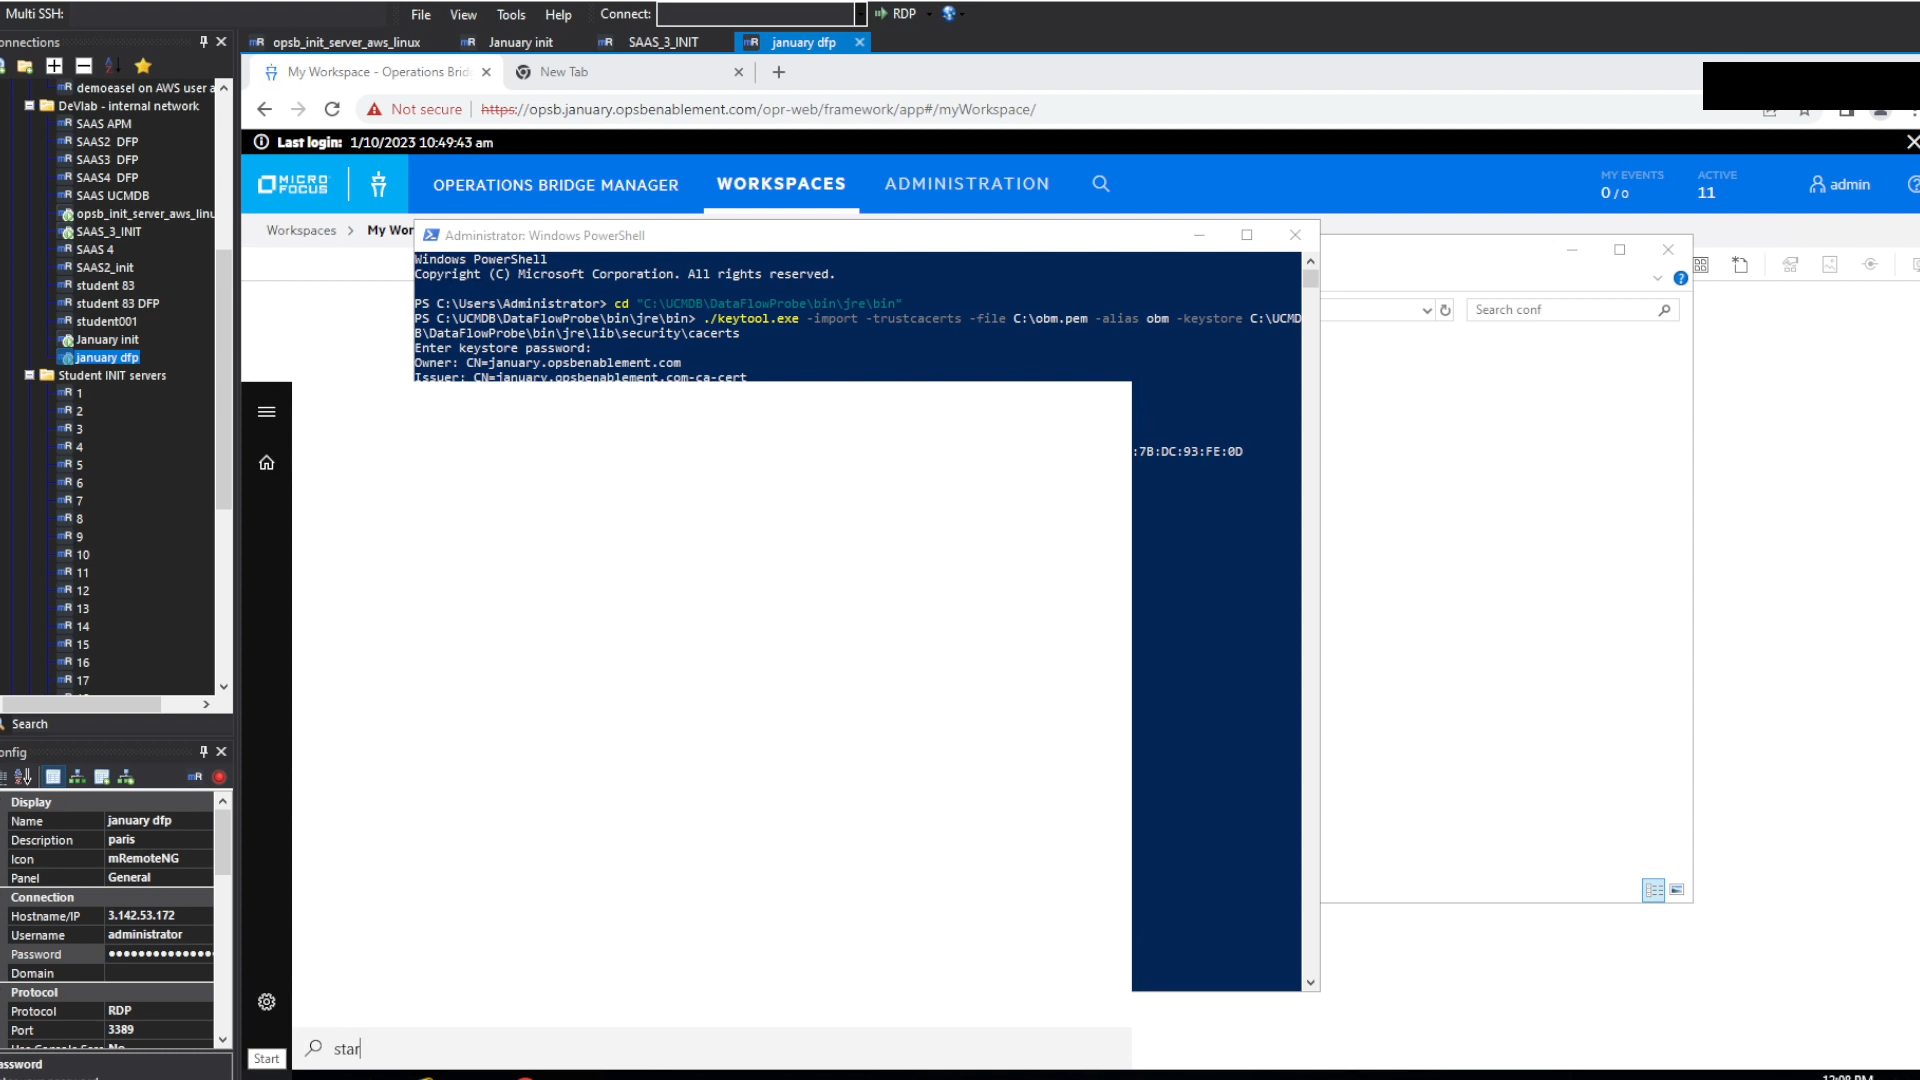 Multi SSH:
File View Tools Help Connect: RDP
onnections
opsb_init_server_aws_linux January init SAAS_3_INIT january dfp
My Workspace - Operations Brid New Tab
Not secure https://opsb.january.opsbenablement.com/opr-web/framework/app#/myWorkspace/
Last login: 1/10/2023 10:49:43 am
MICRO FOCUS OPERATIONS BRIDGE MANAGER WORKSPACES ADMINISTRATION
MY EVENTS 0/0 ACTIVE 11 admin
Workspaces > My Wor
demoeasel on AWS user a
DeVlab - internal network
SAAS APM
SAAS2 DFP
SAAS3 DFP
SAAS4 DFP
SAAS UCMDB
opsb_init_server_aws_linu
SAAS_3_INIT
SAAS 4
SAAS2_init
student 83
student 83 DFP
student001
January init
january dfp
Student INIT servers
1
2
3
4
5
6
7
8
9
10
11
12
13
14
15
16
17
Search
Administrator: Windows PowerShell
Windows PowerShell
Copyright (C) Microsoft Corporation. All rights reserved.
PS C:\Users\Administrator> cd "C:\UCMDB\DataFlowProbe\bin\jre\bin"
PS C:\UCMDB\DataFlowProbe\bin\jre\bin> ./keytool.exe -import -trustcacerts -file C:\obm.pem -alias obm -keystore C:\UCMD
B\DataFlowProbe\bin\jre\lib\security\cacerts
Enter keystore password:
Owner: CN=january.opsbenablement.com
Issuer: CN=january.opsbenablement.com-ca-cert
:7B:DC:93:FE:0D
Search conf
onfig
Display
Name january dfp
Description paris
Icon mRemoteNG
Panel General
Connection
Hostname/IP 3.142.53.172
Username administrator
Password ●●●●●●●●●●●●●●
Domain
Protocol
Protocol RDP
Port 3389
assword
Start
star